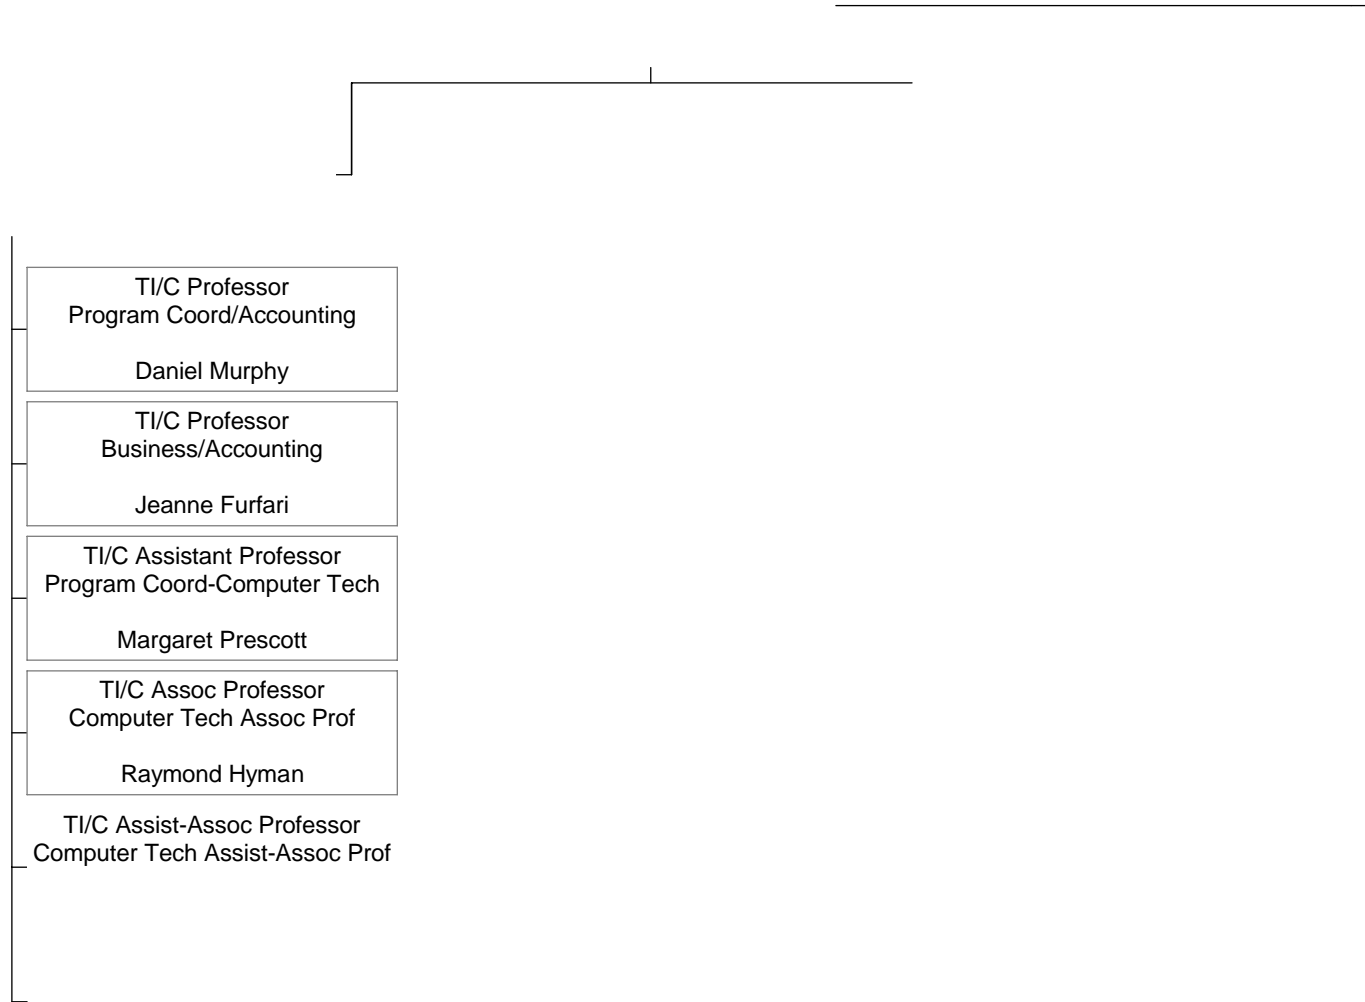 TI/C Professor
Program Coord/Accounting
Daniel Murphy
TI/C Professor
Business/Accounting
Jeanne Furfari
TI/C Assistant Professor
Program Coord-Computer Tech
Margaret Prescott
TI/C Assoc Professor
Computer Tech Assoc Prof
Raymond Hyman
TI/C Assist-Assoc Professor
Computer Tech Assist-Assoc Prof